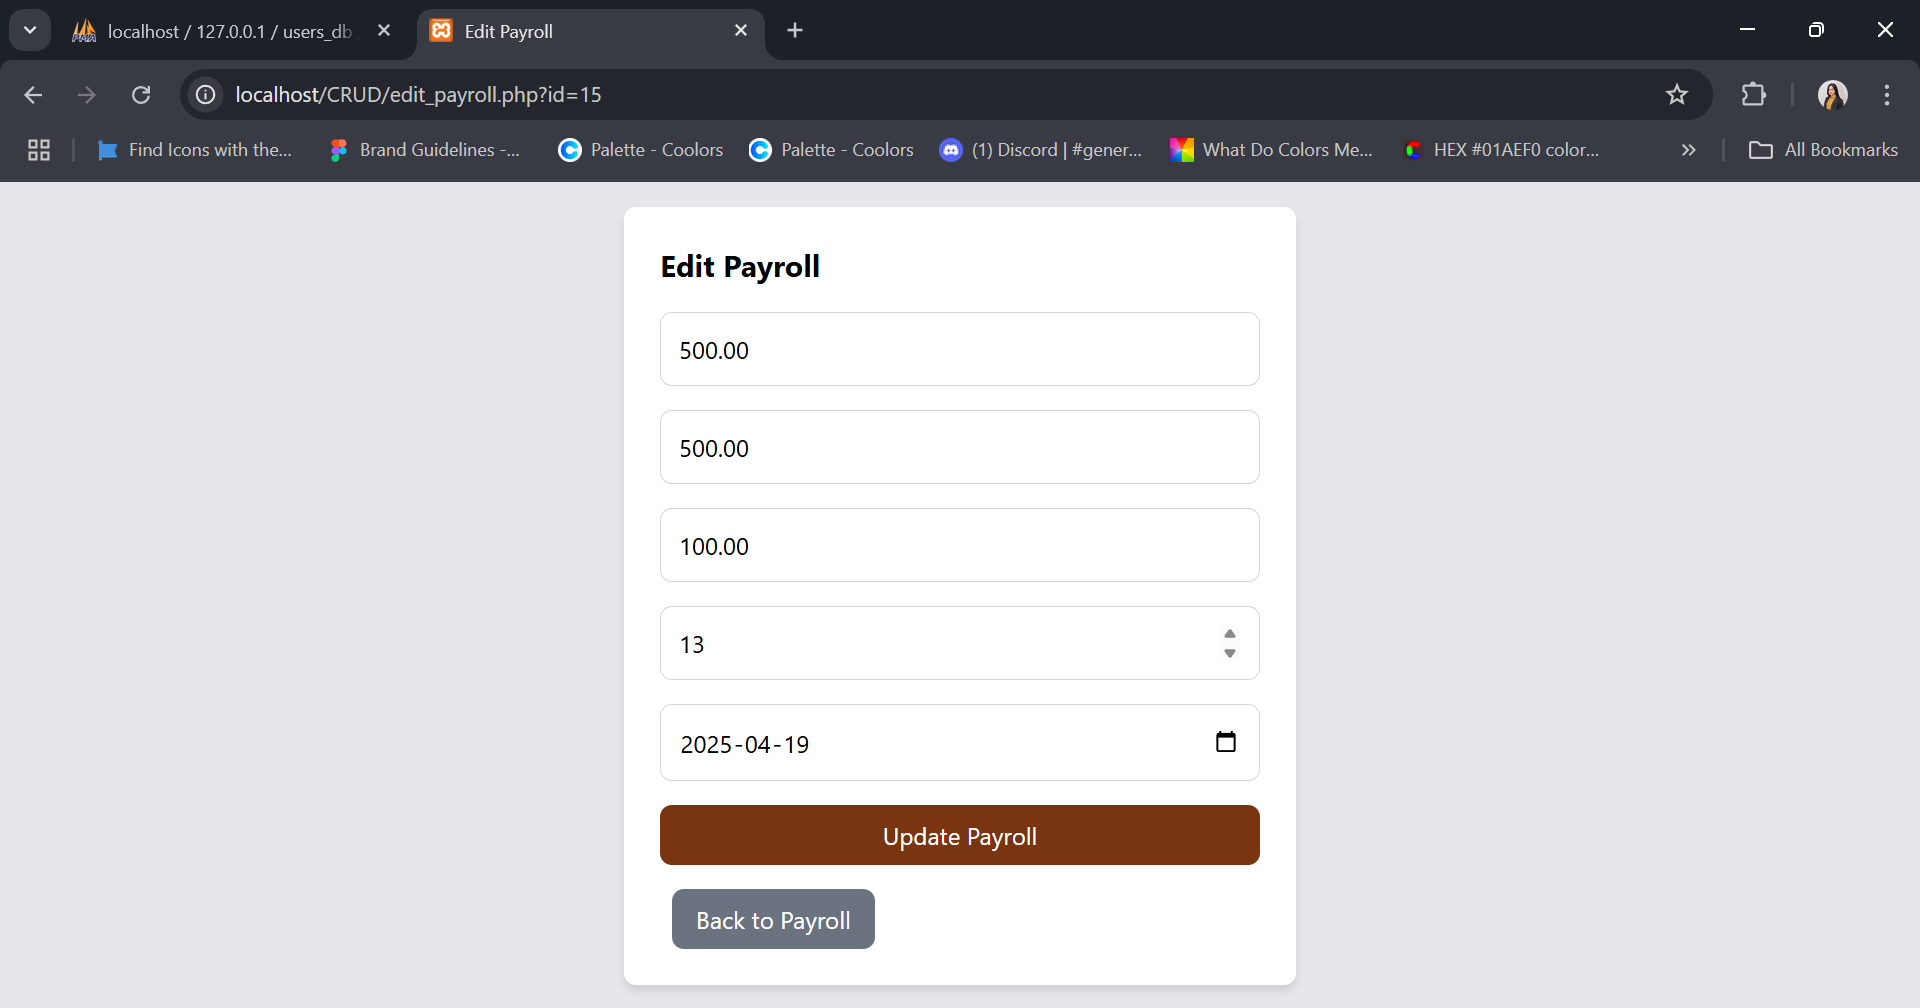 localhost / 127.0.0.1 / users_db
Edit Payroll
localhost/CRUD/edit_payroll.php?id=15
Find Icons with the...
Brand Guidelines -...
Palette - Coolors
Palette - Coolors
(1) Discord | #gener...
What Do Colors Me...
HEX #01AEF0 color...
All Bookmarks
Edit Payroll
500.00
500.00
100.00
13
2025-04-19
Update Payroll
Back to Payroll